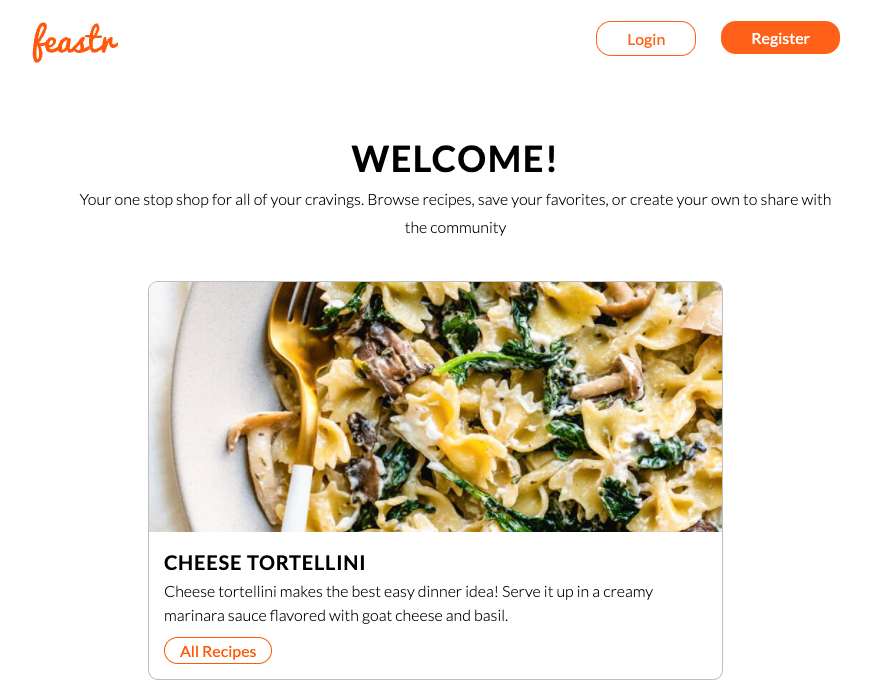 feastr
Login
Register
WELCOME!
Your one stop shop for all of your cravings. Browse recipes, save your favorites, or create your own to share with
the community
CHEESE TORTELLINI
Cheese tortellini makes the best easy dinner idea! Serve it up in a creamy
marinara sauce flavored with goat cheese and basil.
All Recipes